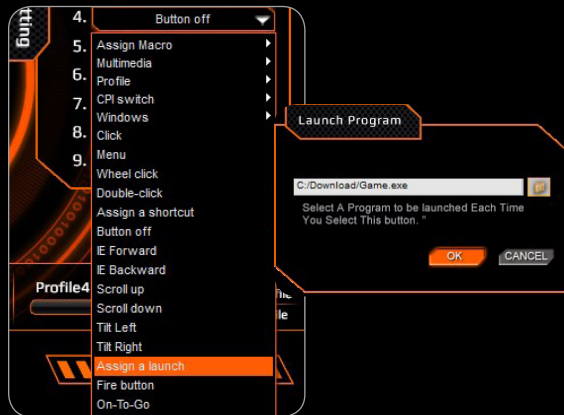 tting
4. Button off
5.
6.
7.
8.
9.
Assign Macro
Multimedia
Profile
CPI switch
Windows
Click
Menu
Wheel click
Double-click
Assign a shortcut
Button off
IE Forward
IE Backward
Scroll up
Scroll down
Tilt Left
Tilt Right
Assign a launch
Fire button
On-To-Go
Profile4
Launch Program
C:/Download/Game.exe
Select A Program to be launched Each Time
You Select This button. "
OK CANCEL